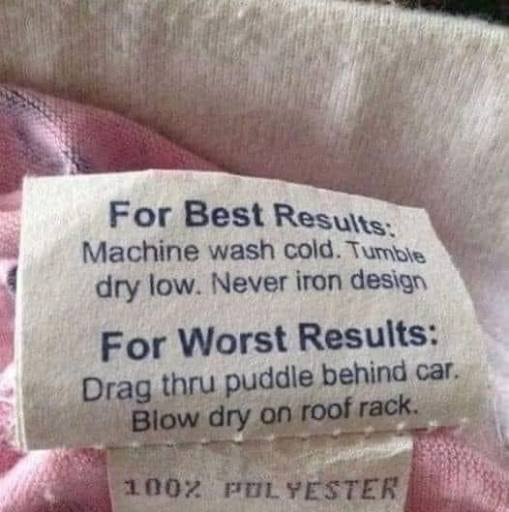 For Best Results:
Machine wash cold. Tumble
dry low. Never iron design
For Worst Results:
Drag thru puddle behind car.
Blow dry on roof rack.
100% POLYESTER